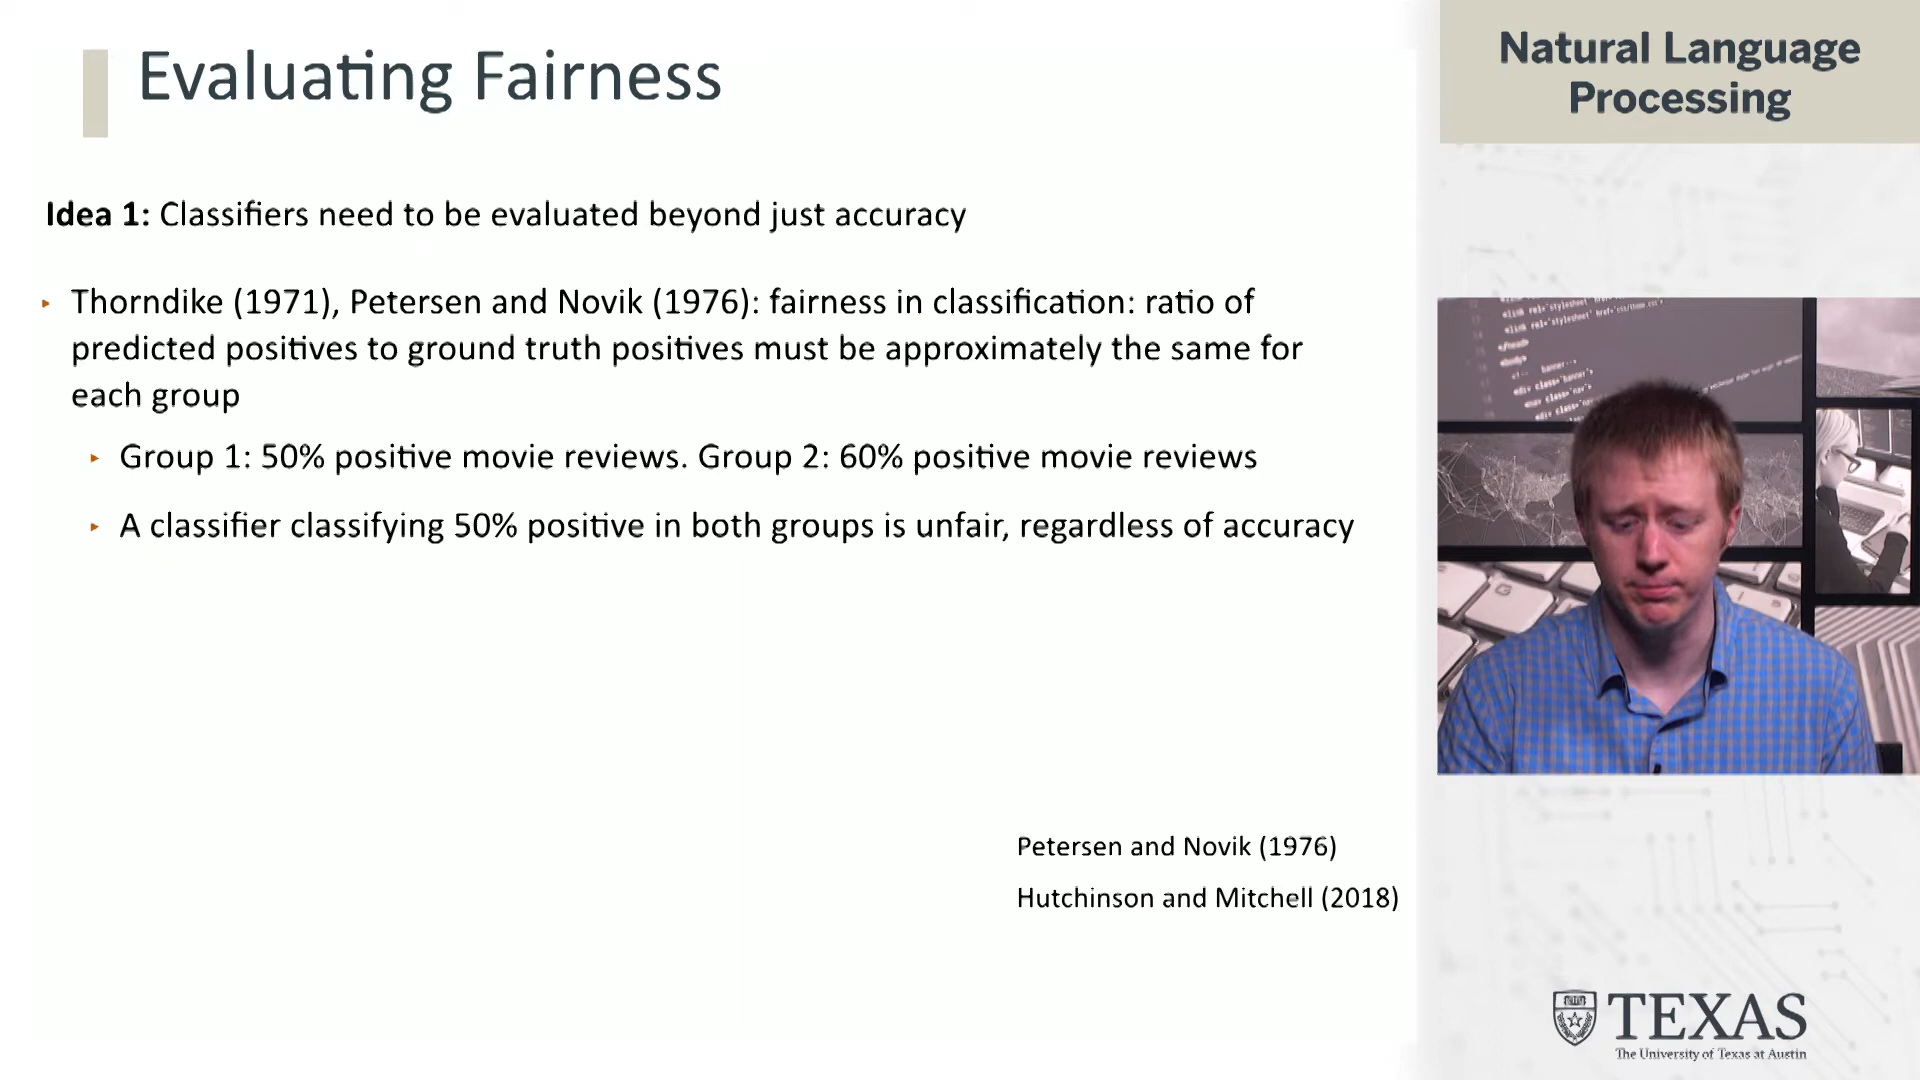 Evaluating Fairness
Natural Language
Processing
Idea 1: Classifiers need to be evaluated beyond just accuracy
‣ Thorndike (1971), Petersen and Novik (1976): fairness in classification: ratio of
predicted positives to ground truth positives must be approximately the same for
each group
‣ Group 1: 50% positive movie reviews. Group 2: 60% positive movie reviews
‣ A classifier classifying 50% positive in both groups is unfair, regardless of accuracy
Petersen and Novik (1976)
Hutchinson and Mitchell (2018)
TEXAS
The University of Texas at Austin